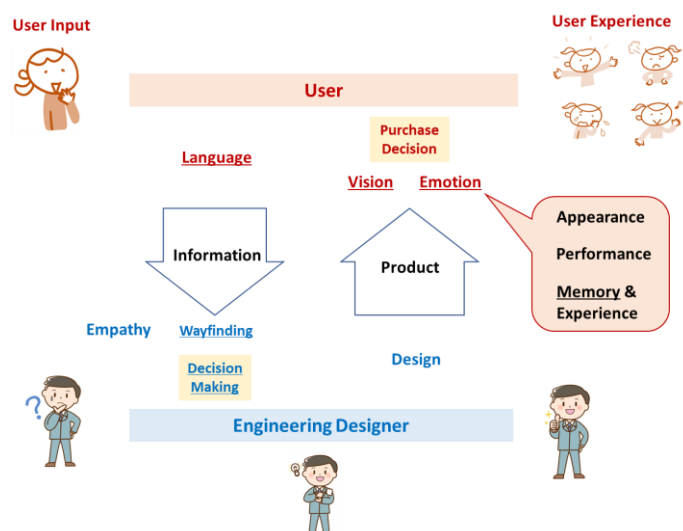 User Input
User Experience
User
Purchase
Decision
Language
Vision
Emotion
Information
Product
Appearance
Performance
Memory &
Experience
Empathy
Wayfinding
Decision
Making
Design
?
Engineering Designer